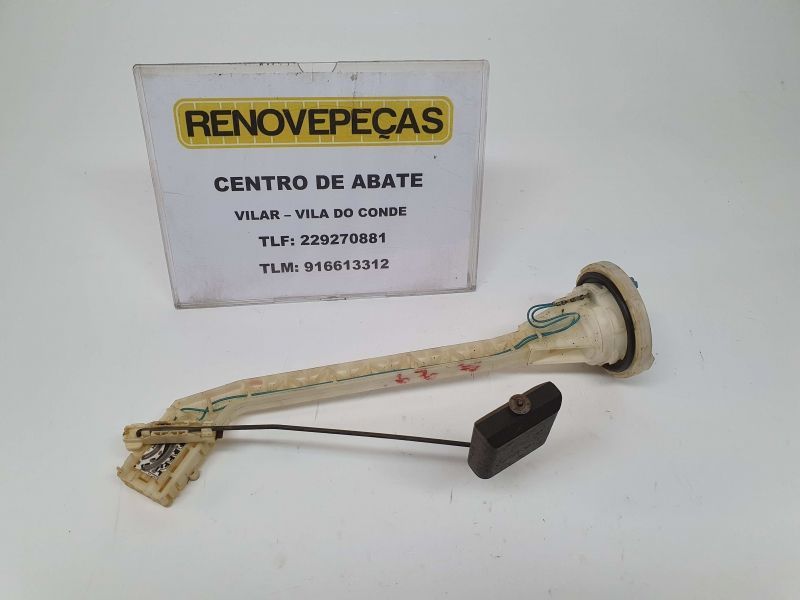 RENOVEPEÇAS
CENTRO DE ABATE
VILAR – VILA DO CONDE
TLF: 229270881
TLM: 916613312